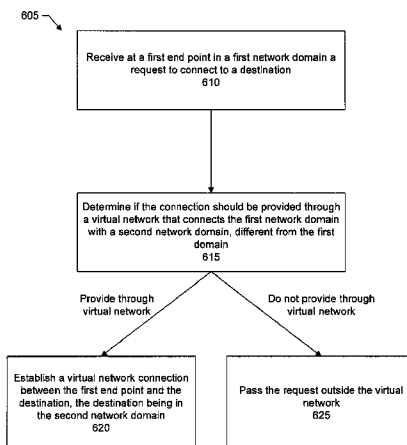 605
Receive at a first end point in a first network domain a
request to connect to a destination
610
Determine if the connection should be provided through
a virtual network that connects the first network domain
with a second network domain, different from the first
domain
615
Provide through
virtual network
Do not provide through
virtual network
Establish a virtual network connection
between the first end point and the
destination, the destination being in
the second network domain
620
Pass the request outside the virtual
network
625